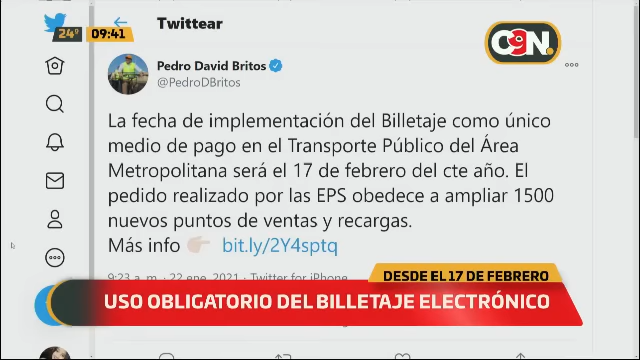 Twittear
24º 09:41
C9N.
Pedro David Britos
@PedroDBritos
La fecha de implementación del Billetaje como único
medio de pago en el Transporte Público del Área
Metropolitana será el 17 de febrero del cte año. El
pedido realizado por las EPS obedece a ampliar 1500
nuevos puntos de ventas y recargas.
Más info 👉🏻 bit.ly/2Y4sptq
9:23 a. m. · 22 ene. 2021 · Twitter for iPhone
DESDE EL 17 DE FEBRERO
USO OBLIGATORIO DEL BILLETAJE ELECTRÓNICO